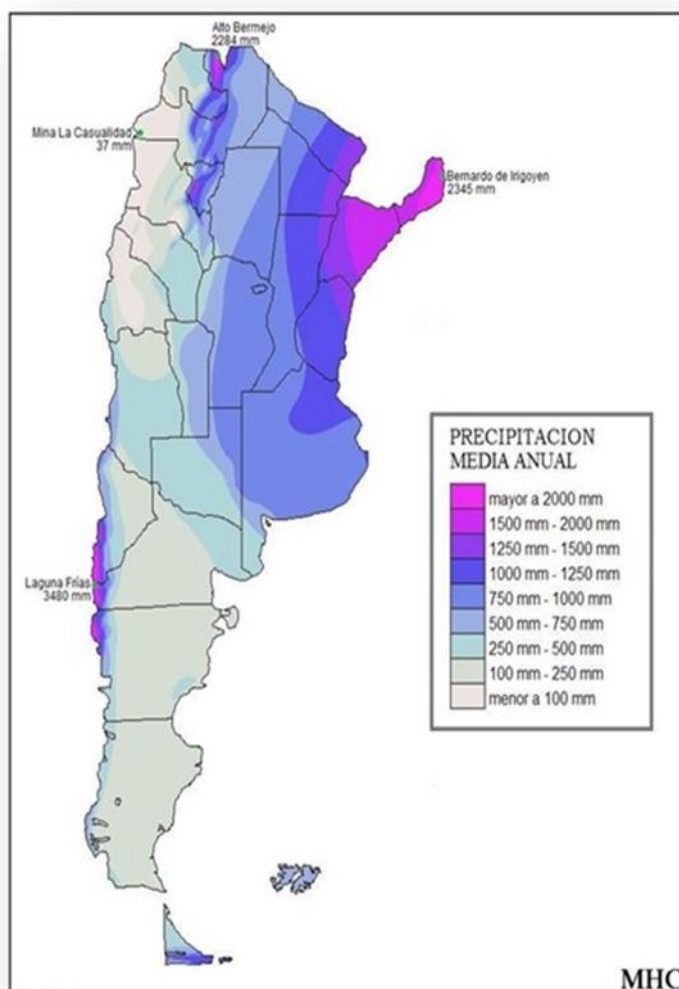 Alto Bermejo
2284 mm
Mina La Casualidad
37 mm
Bernardo de Irigoyen
2345 mm
Laguna Frías
3480 mm
PRECIPITACION
MEDIA ANUAL
mayor a 2000 mm
1500 mm - 2000 mm
1250 mm - 1500 mm
1000 mm - 1250 mm
750 mm - 1000 mm
500 mm - 750 mm
250 mm - 500 mm
100 mm - 250 mm
menor a 100 mm
MHC